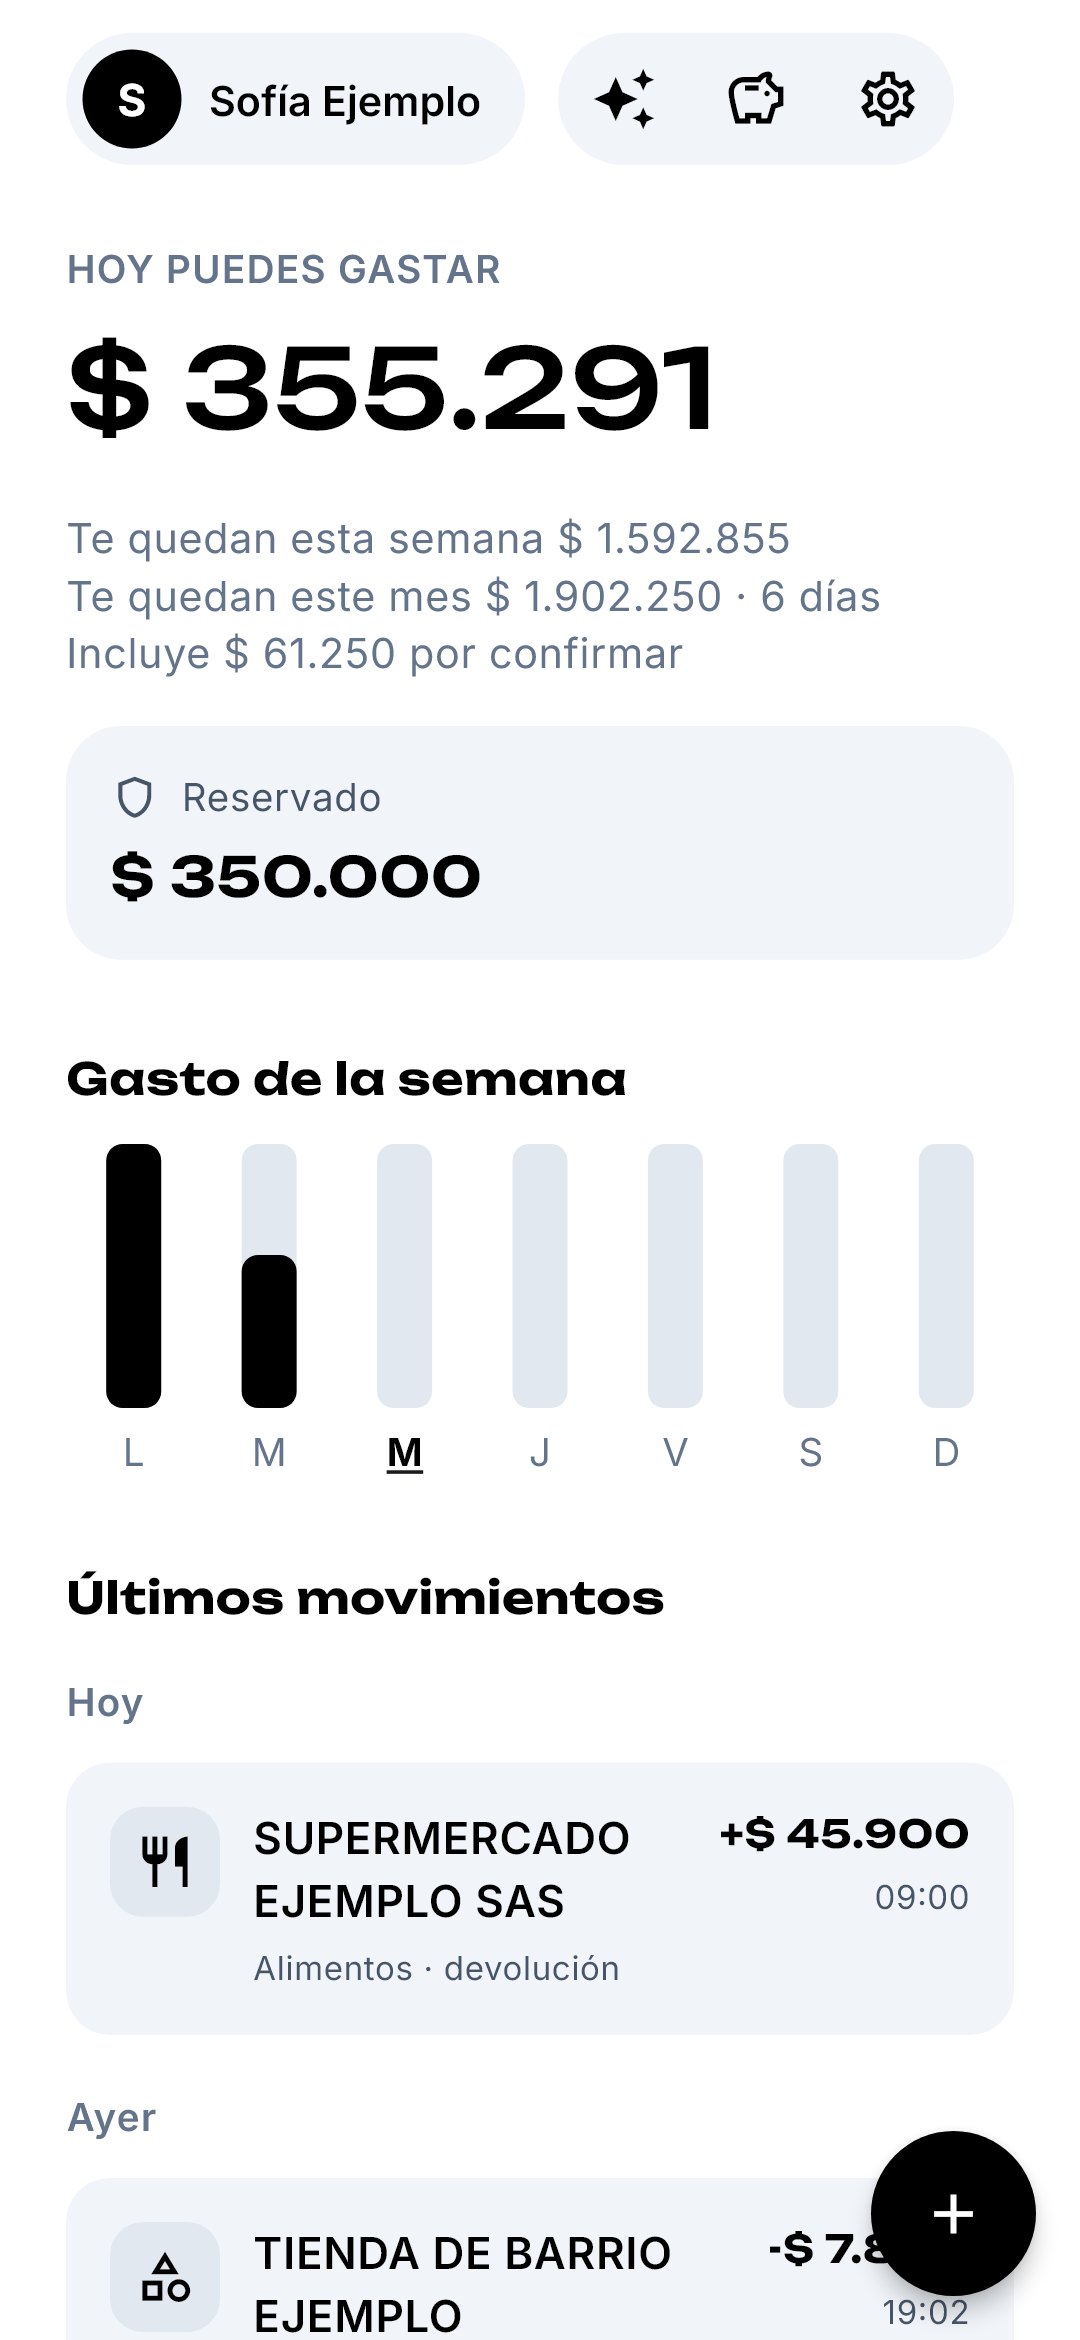 S
Sofía Ejemplo
HOY PUEDES GASTAR
$ 355.291
Te quedan esta semana $ 1.592.855
Te quedan este mes $ 1.902.250 · 6 días
Incluye $ 61.250 por confirmar
Reservado
$ 350.000
Gasto de la semana
L M M J V S D
Últimos movimientos
Hoy
SUPERMERCADO +$ 45.900
EJEMPLO SAS 09:00
Alimentos · devolución
Ayer
TIENDA DE BARRIO -$ 7.8
EJEMPLO 19:02